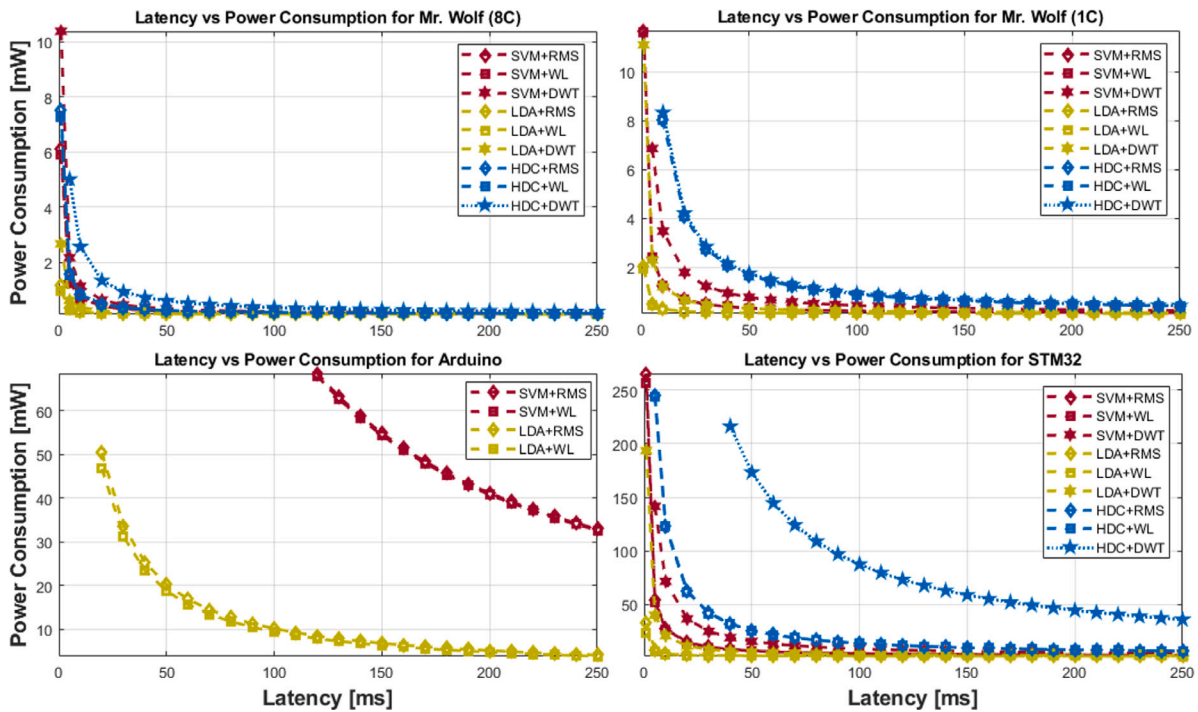 Latency vs Power Consumption for Mr. Wolf (8C)
Power Consumption [mW]
10
8
6
4
2
0
50
100
150
200
250
SVM+RMS
SVM+WL
SVM+DWT
LDA+RMS
LDA+WL
LDA+DWT
HDC+RMS
HDC+WL
HDC+DWT
Latency vs Power Consumption for Mr. Wolf (1C)
10
8
6
4
2
0
50
100
150
200
250
SVM+RMS
SVM+WL
SVM+DWT
LDA+RMS
LDA+WL
LDA+DWT
HDC+RMS
HDC+WL
HDC+DWT
Latency vs Power Consumption for Arduino
Power Consumption [mW]
60
50
40
30
20
10
0
50
100
150
200
250
Latency [ms]
SVM+RMS
SVM+WL
LDA+RMS
LDA+WL
Latency vs Power Consumption for STM32
250
200
150
100
50
0
50
100
150
200
250
Latency [ms]
SVM+RMS
SVM+WL
SVM+DWT
LDA+RMS
LDA+WL
LDA+DWT
HDC+RMS
HDC+WL
HDC+DWT